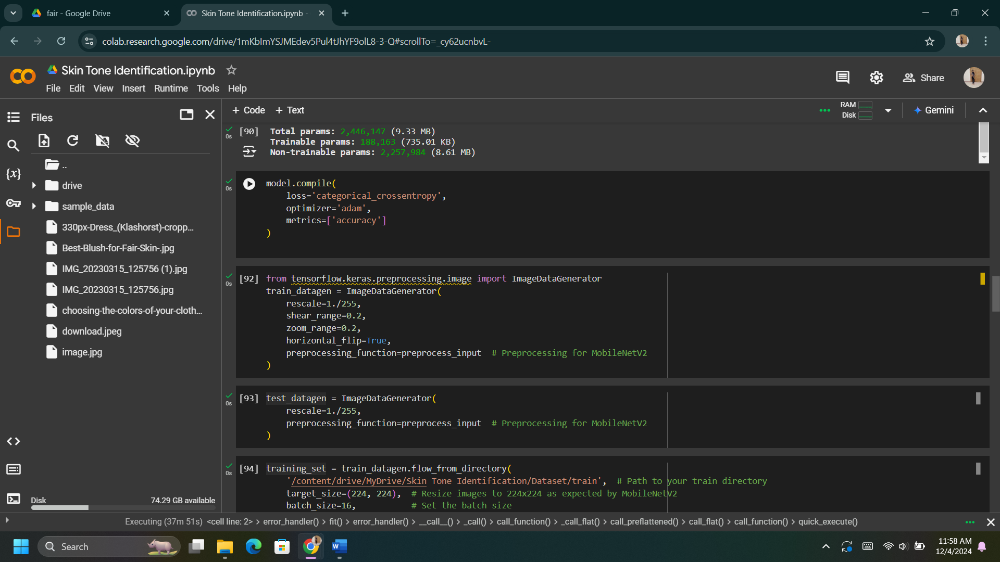 fair - Google Drive
Skin Tone Identification.ipynb -
colab.research.google.com/drive/1mKbImYSJMEdev5Pul4tJhYF9olL8-3-Q#scrollTo=_cy62ucnbvL-
Skin Tone Identification.ipynb
File Edit View Insert Runtime Tools Help
Share
Files
+ Code + Text
RAM
Disk
Gemini
{x}
..
drive
sample_data
330px-Dress_(Klashorst)-cropp...
Best-Blush-for-Fair-Skin-.jpg
IMG_20230315_125756 (1).jpg
IMG_20230315_125756.jpg
choosing-the-colors-of-your-cloth...
download.jpeg
image.jpg
Disk 74.29 GB available
0s [90] Total params: 2,446,147 (9.33 MB)
Trainable params: 188,163 (735.01 KB)
Non-trainable params: 2,257,984 (8.61 MB)
0s model.compile(
loss='categorical_crossentropy',
optimizer='adam',
metrics=['accuracy']
)
0s [92] from tensorflow.keras.preprocessing.image import ImageDataGenerator
train_datagen = ImageDataGenerator(
rescale=1./255,
shear_range=0.2,
zoom_range=0.2,
horizontal_flip=True,
preprocessing_function=preprocess_input # Preprocessing for MobileNetV2
)
0s [93] test_datagen = ImageDataGenerator(
rescale=1./255,
preprocessing_function=preprocess_input # Preprocessing for MobileNetV2
)
0s [94] training_set = train_datagen.flow_from_directory(
'/content/drive/MyDrive/Skin Tone Identification/Dataset/train', # Path to your train directory
target_size=(224, 224), # Resize images to 224x224 as expected by MobileNetV2
batch_size=16, # Set the batch size
Executing (37m 51s) <cell line: 2> > error_handler() > fit() > error_handler() > __call__() > _call() > call_function() > _call_flat() > call_preflattened() > call_flat() > call_function() > quick_execute()
Search
W
11:58 AM
12/4/2024